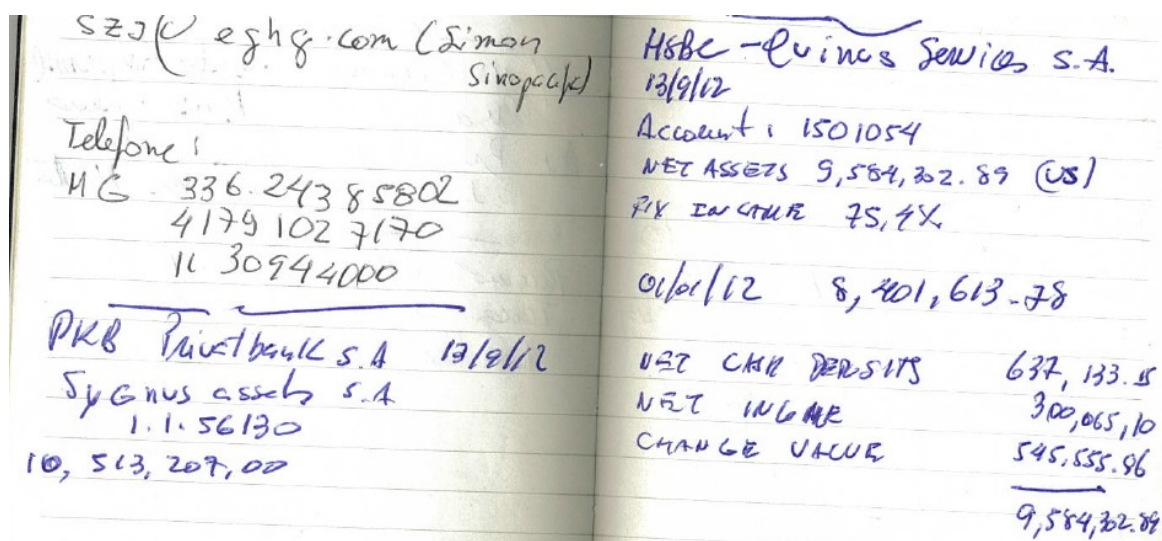 szj@eghg.com (Simon
Sinopack)
Telefone:
MG 336.24385802
4179 102 7170
11 30944000
PKB Privatbank S.A 13/9/12
Sygnus assets S.A
1.1.56130
10,513,207,00
HSBC - Quinus Services S.A.
13/9/12
Account: 1501054
NET ASSETS 9,584,302.89 (US)
FIX INCOME 75,4%
01/01/12 8,401,613.78
NET CASH DEPOSITS 637,133.15
NET INCOME 300,065,10
CHANGE VALUE 545,555.86
9,584,302.89